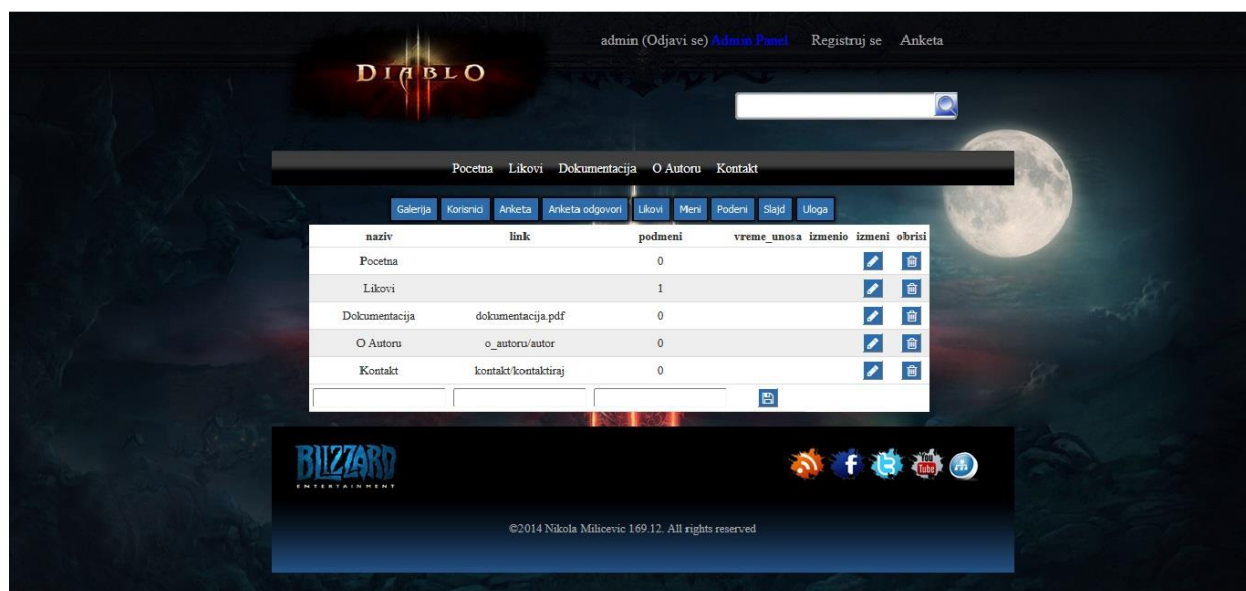 admin (Odjavi se) Admin Panel Registruj se Anketa
DIABLO
Pocetna Likovi Dokumentacija O Autoru Kontakt
Galerija Korisnici Anketa Anketa odgovori Likovi Meni Podeni Slajd Uloga
naziv link podmeni vreme_unosa izmenio izmeni obrisi
Pocetna 0
Likovi 1
Dokumentacija dokumentacija.pdf 0
O Autoru o_autoru/autor 0
Kontakt kontakt/kontaktiraj 0
BLIZZARD
ENTERTAINMENT
You
Tube
©2014 Nikola Milicevic 169.12. All rights reserved